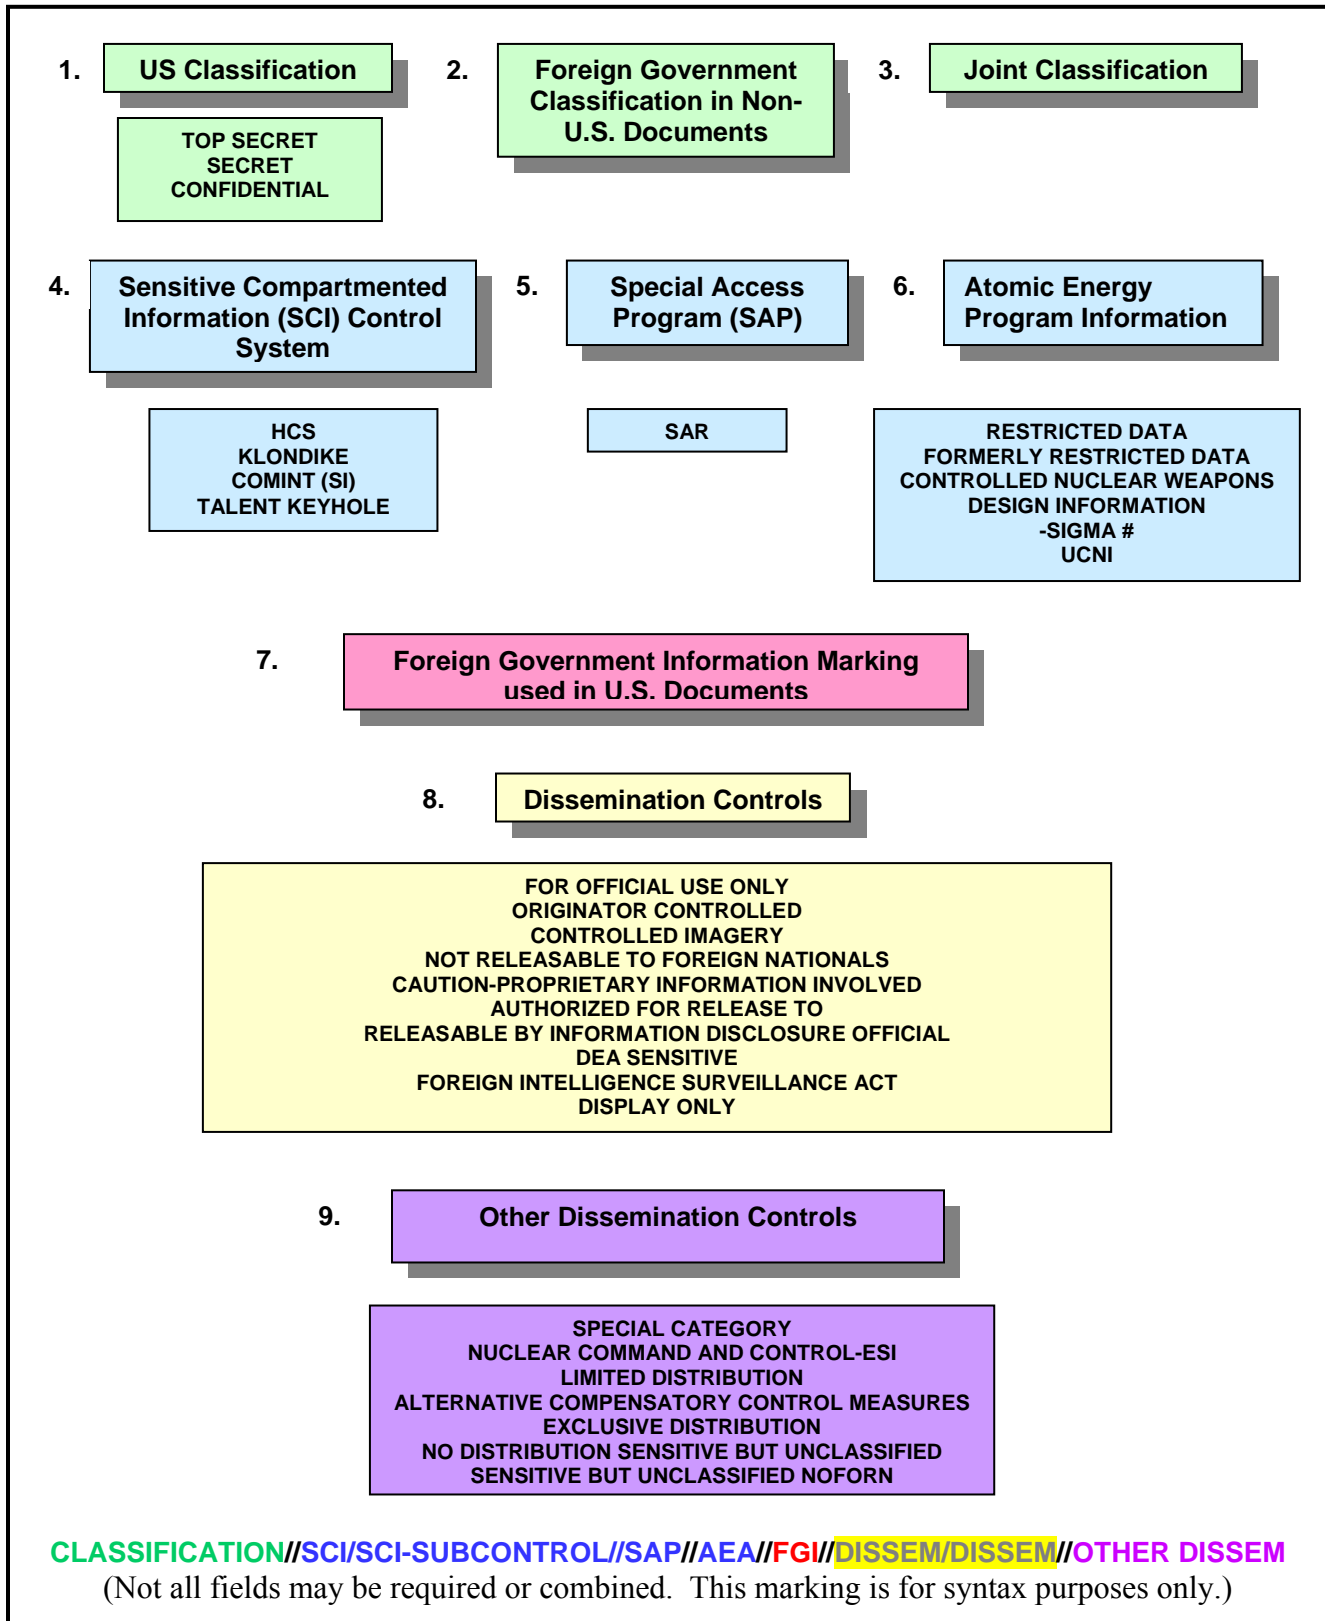 1. US Classification
TOP SECRET
SECRET
CONFIDENTIAL
2. Foreign Government
Classification in Non-
U.S. Documents
3. Joint Classification
4. Sensitive Compartmented
Information (SCI) Control
System
HCS
KLONDIKE
COMINT (SI)
TALENT KEYHOLE
5. Special Access
Program (SAP)
SAR
6. Atomic Energy
Program Information
RESTRICTED DATA
FORMERLY RESTRICTED DATA
CONTROLLED NUCLEAR WEAPONS
DESIGN INFORMATION
-SIGMA #
UCNI
7. Foreign Government Information Marking
used in U.S. Documents
8. Dissemination Controls
FOR OFFICIAL USE ONLY
ORIGINATOR CONTROLLED
CONTROLLED IMAGERY
NOT RELEASABLE TO FOREIGN NATIONALS
CAUTION-PROPRIETARY INFORMATION INVOLVED
AUTHORIZED FOR RELEASE TO
RELEASABLE BY INFORMATION DISCLOSURE OFFICIAL
DEA SENSITIVE
FOREIGN INTELLIGENCE SURVEILLANCE ACT
DISPLAY ONLY
9. Other Dissemination Controls
SPECIAL CATEGORY
NUCLEAR COMMAND AND CONTROL-ESI
LIMITED DISTRIBUTION
ALTERNATIVE COMPENSATORY CONTROL MEASURES
EXCLUSIVE DISTRIBUTION
NO DISTRIBUTION SENSITIVE BUT UNCLASSIFIED
SENSITIVE BUT UNCLASSIFIED NOFORN
CLASSIFICATION//SCI/SCI-SUBCONTROL//SAP//AEA//FGI//DISSEM/DISSEM//OTHER DISSEM
(Not all fields may be required or combined. This marking is for syntax purposes only.)